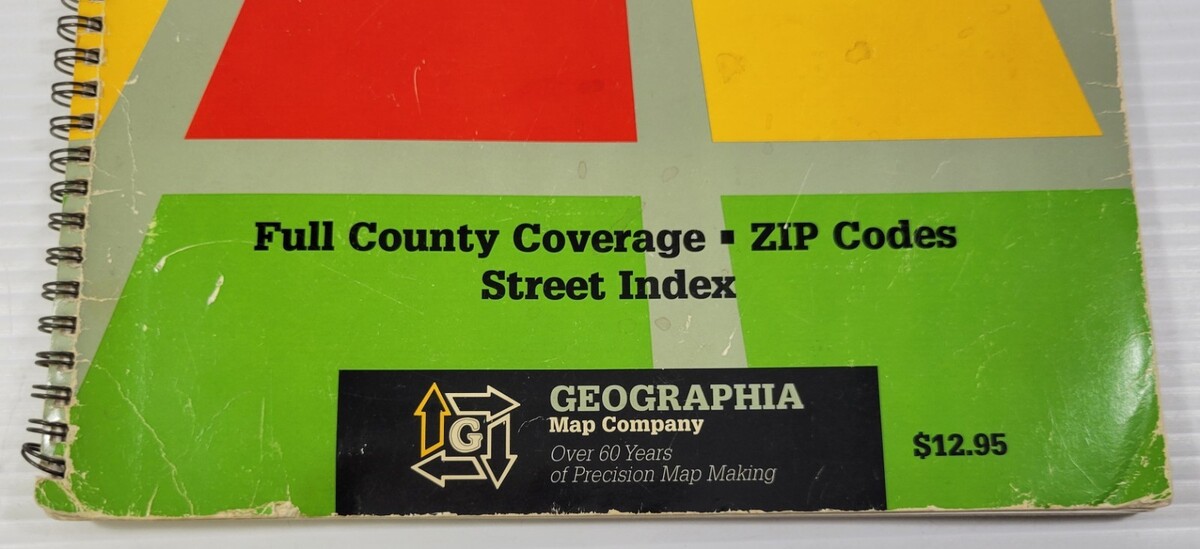 Full County Coverage ▪ ZIP Codes
Street Index
G
GEOGRAPHIA
Map Company
Over 60 Years
of Precision Map Making
$12.95